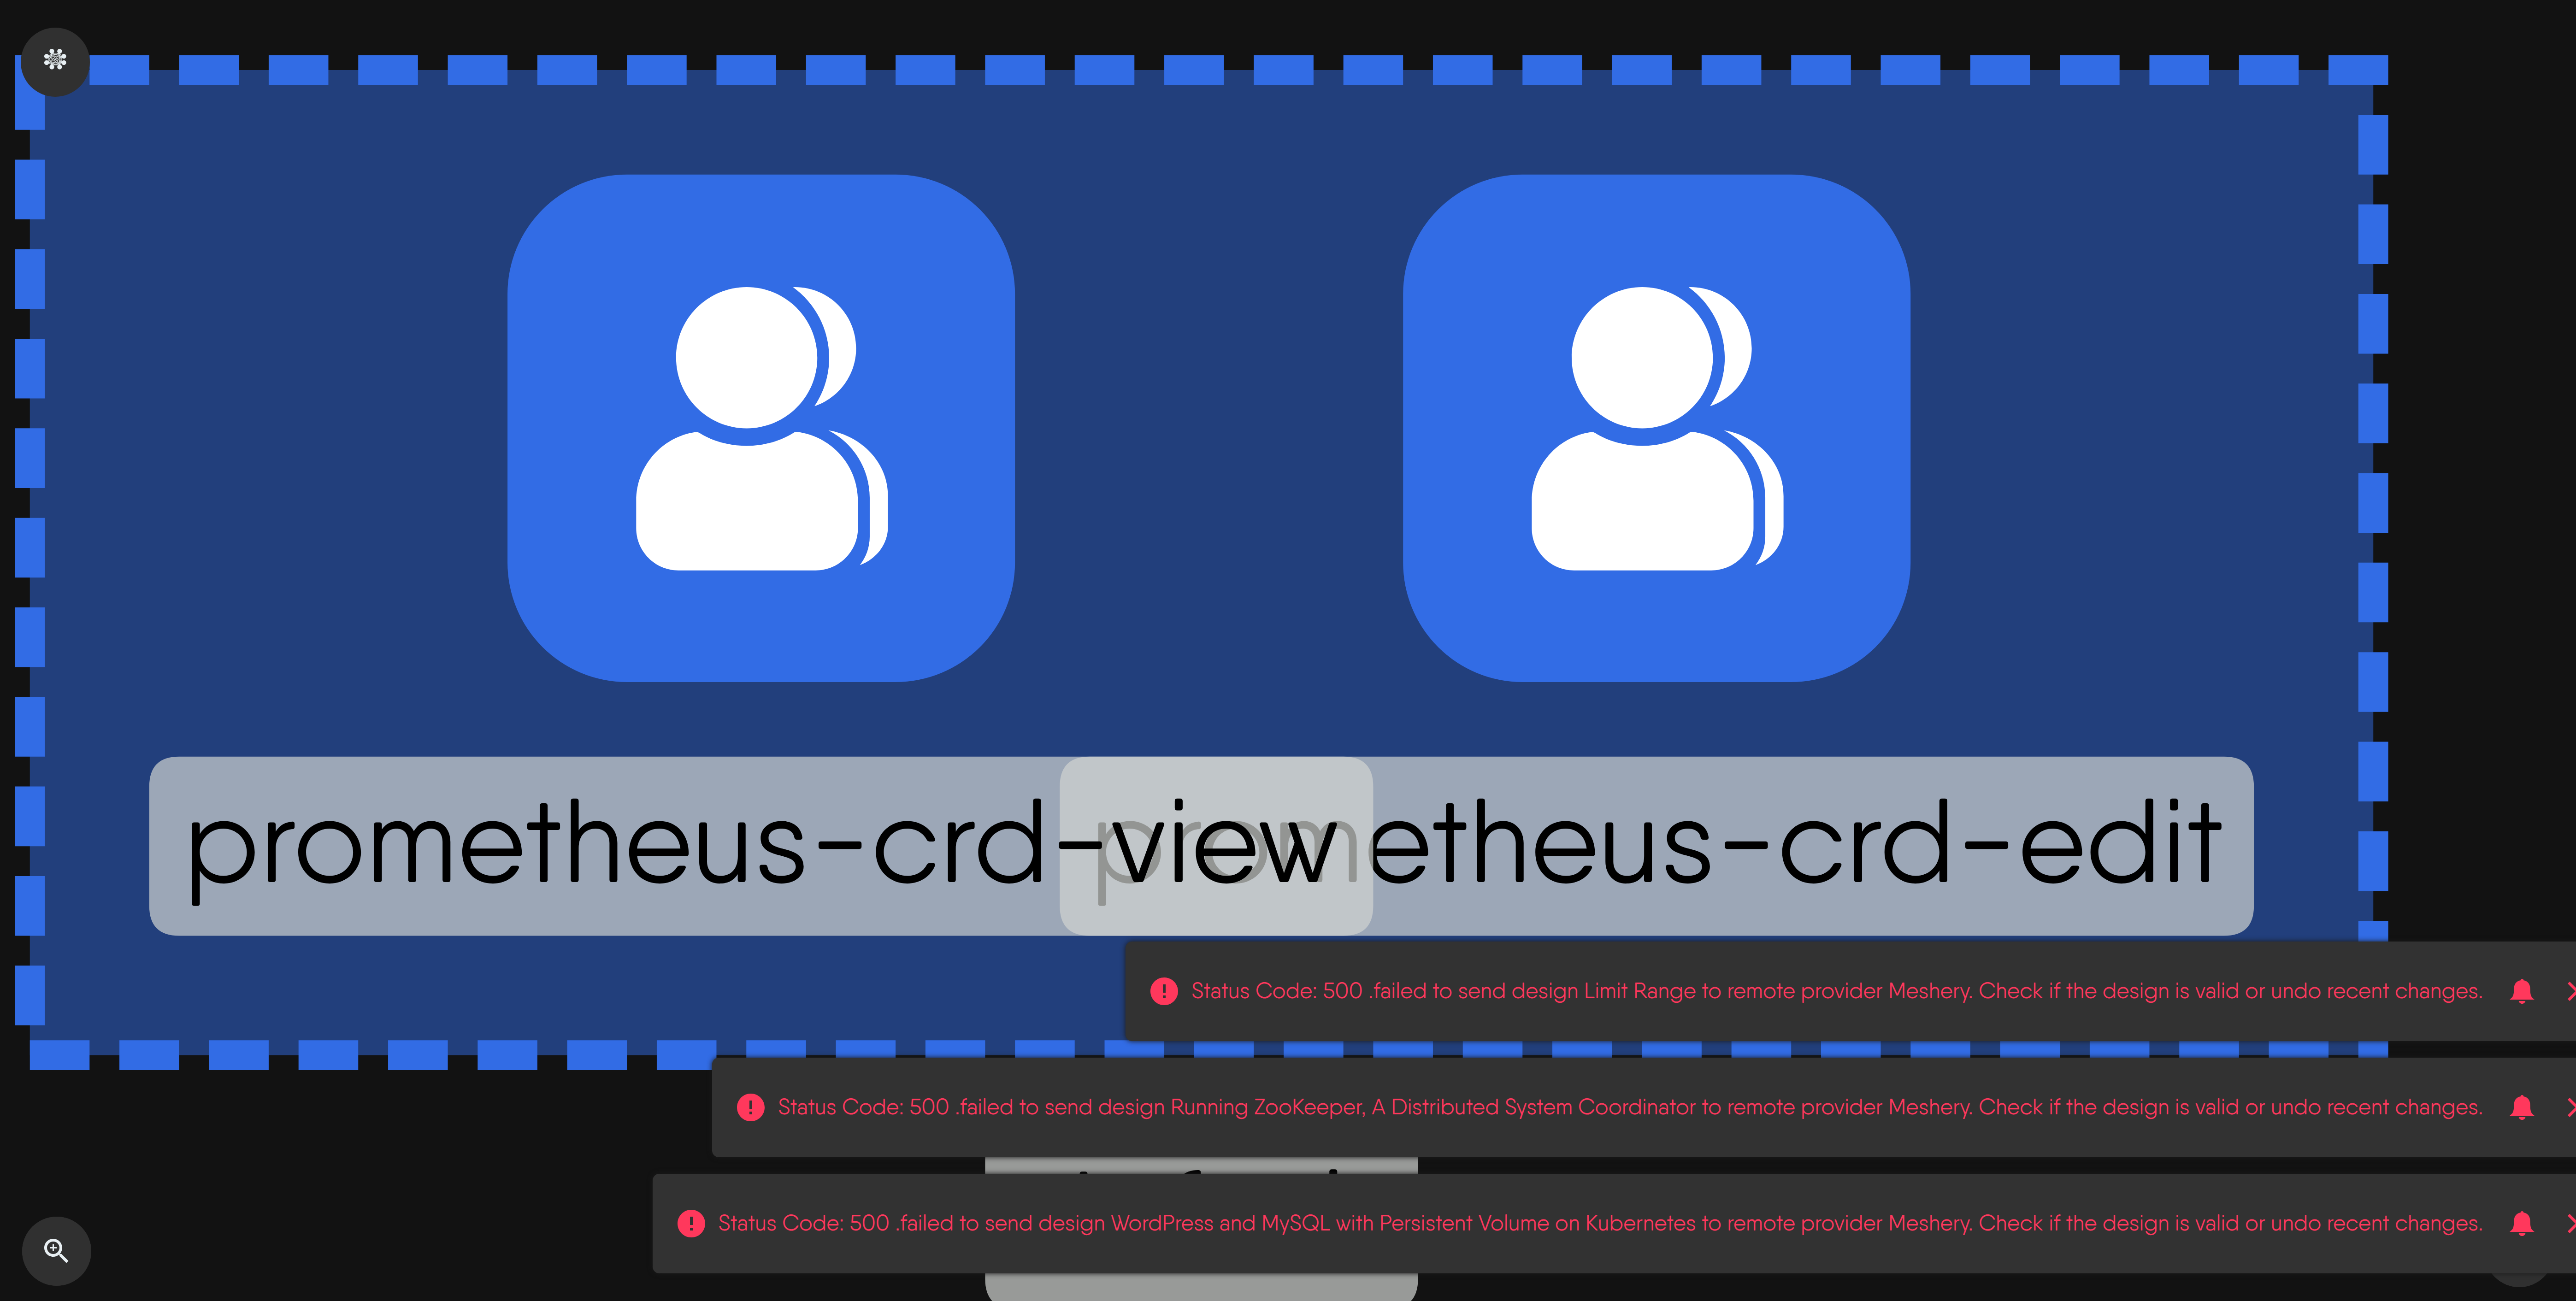 prometheus-crd-view
prometheus-crd-edit
Status Code: 500 .failed to send design Limit Range to remote provider Meshery. Check if the design is valid or undo recent changes.
Status Code: 500 .failed to send design Running ZooKeeper, A Distributed System Coordinator to remote provider Meshery. Check if the design is valid or undo recent changes.
Status Code: 500 .failed to send design WordPress and MySQL with Persistent Volume on Kubernetes to remote provider Meshery. Check if the design is valid or undo recent changes.